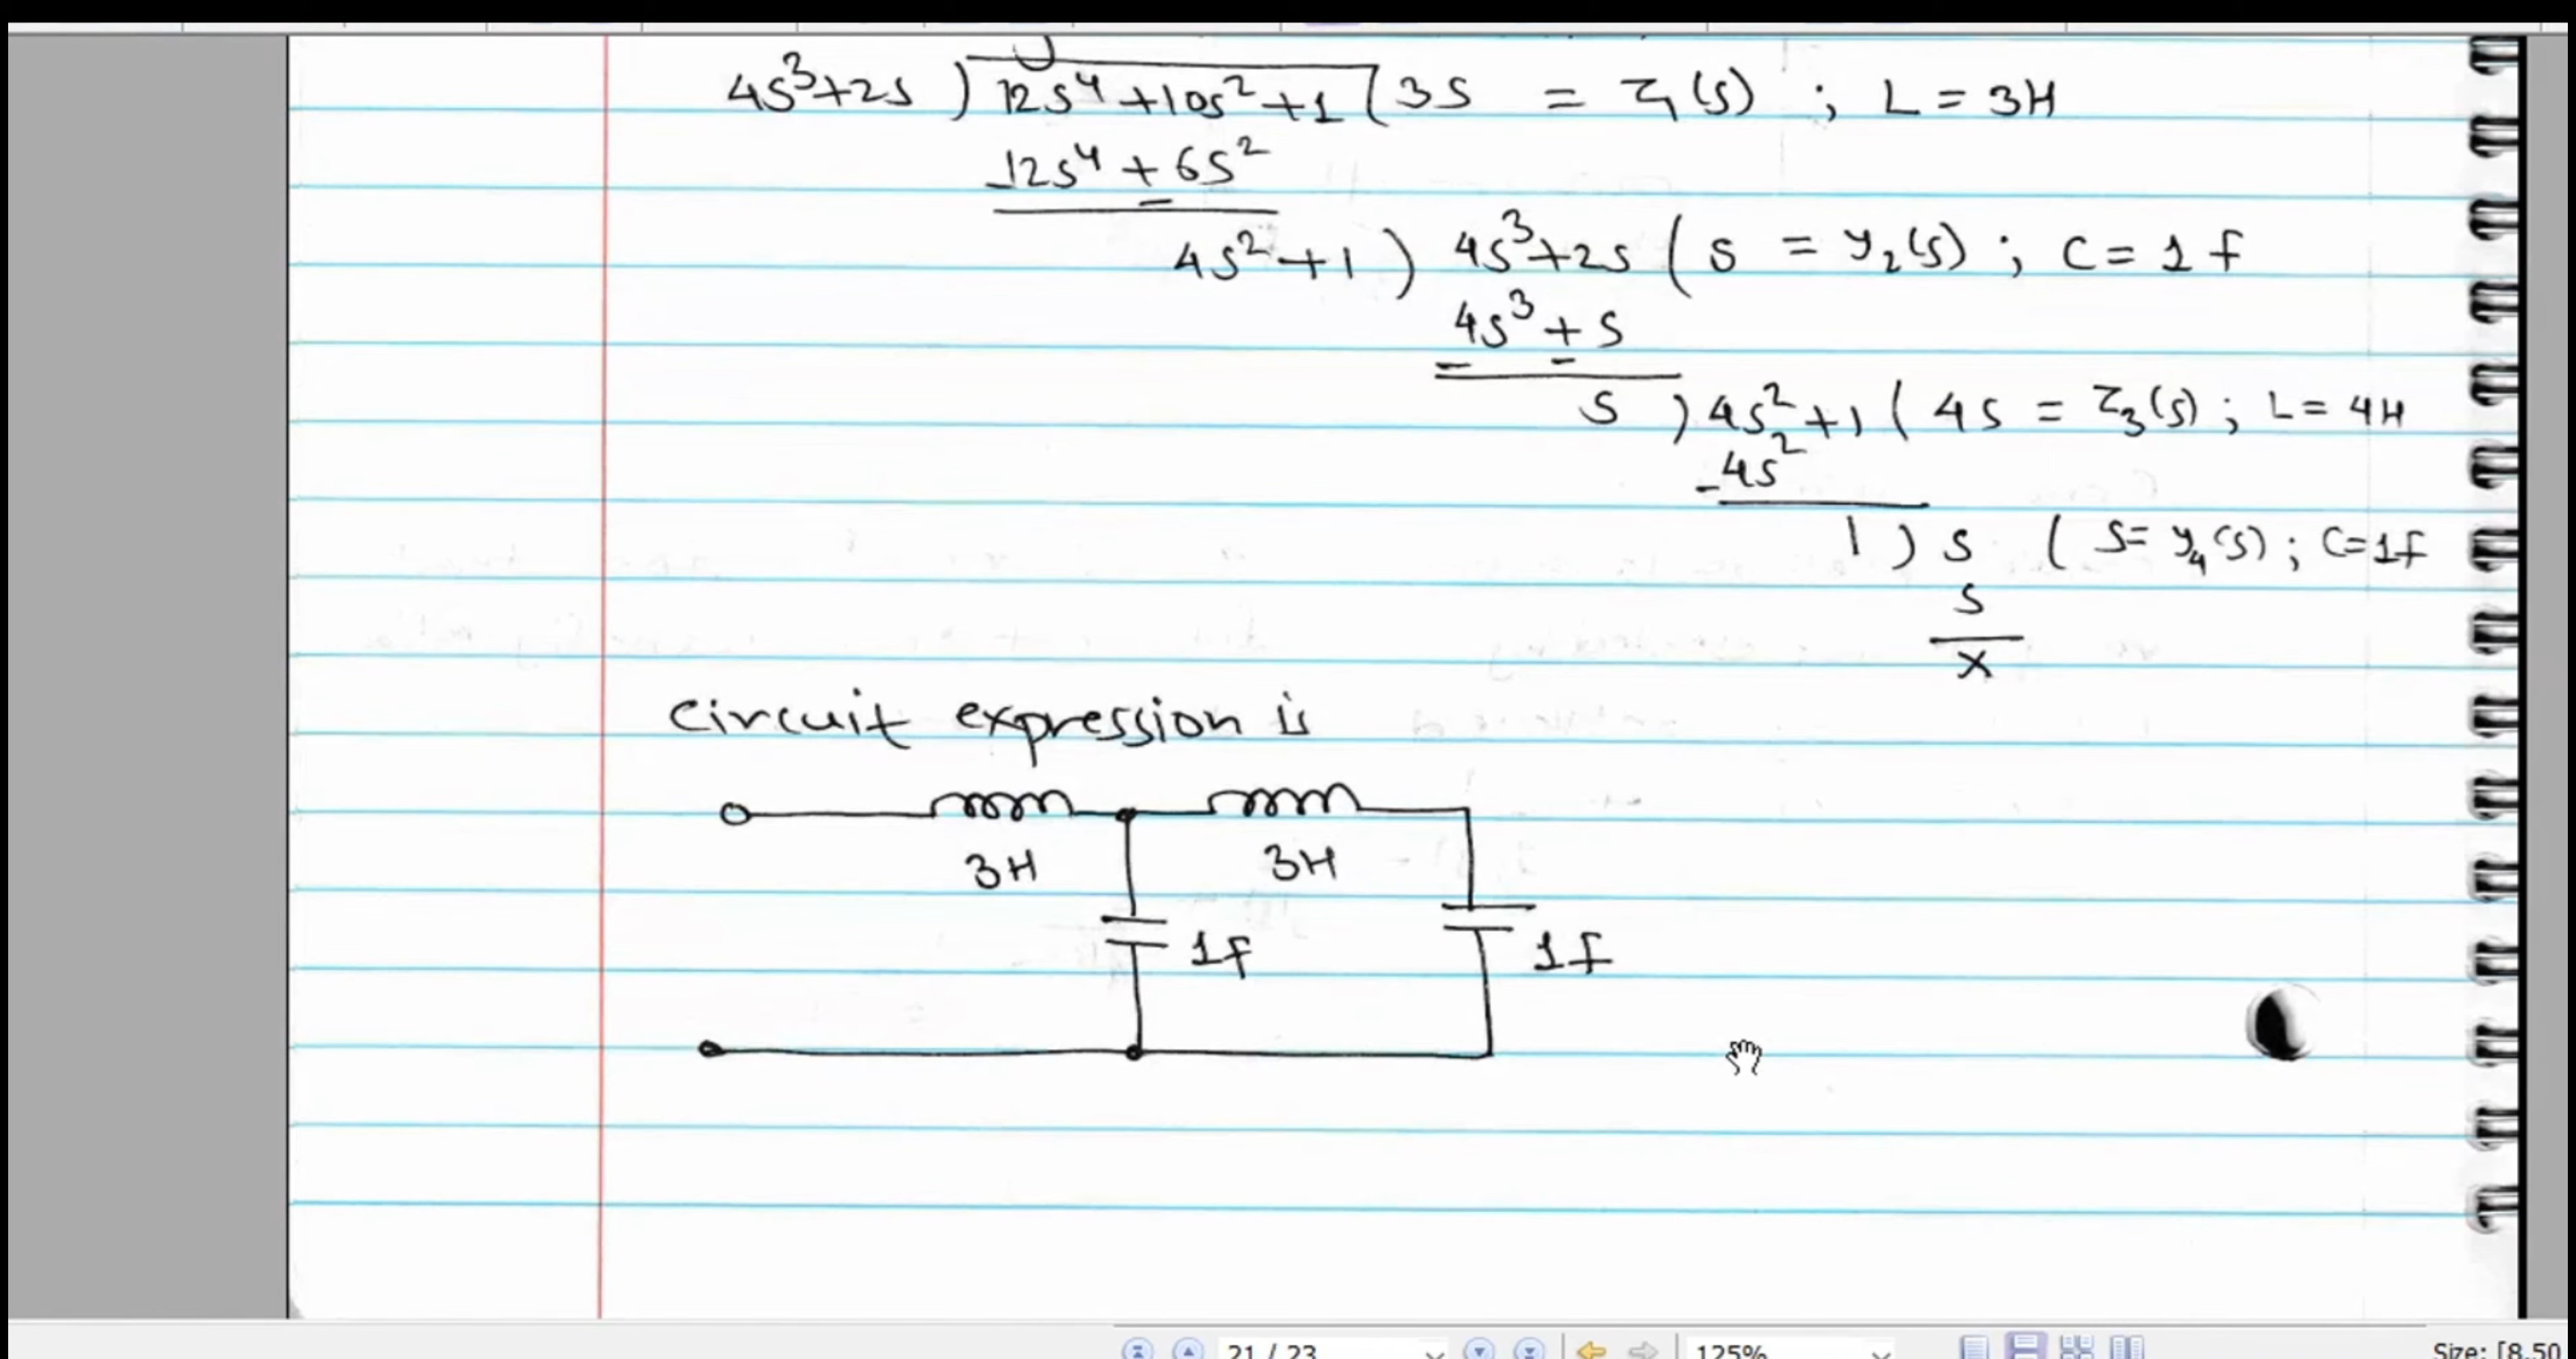 4s³+2s ) 12s⁴ +10s² +1 ( 3s = Z₁(s) ; L = 3H
12s⁴ + 6s²
4s² + 1 ) 4s³+2s ( s = Y₂(s) ; C = 1 F
4s³ + s
s ) 4s²+1 ( 4s = Z₃(s) ; L = 4H
4s²
1 ) s ( s = Y₄(s) ; C=1F
s
x
circuit expression is
3H 3H
1F 1F
21 / 23 125% Size: [8.50